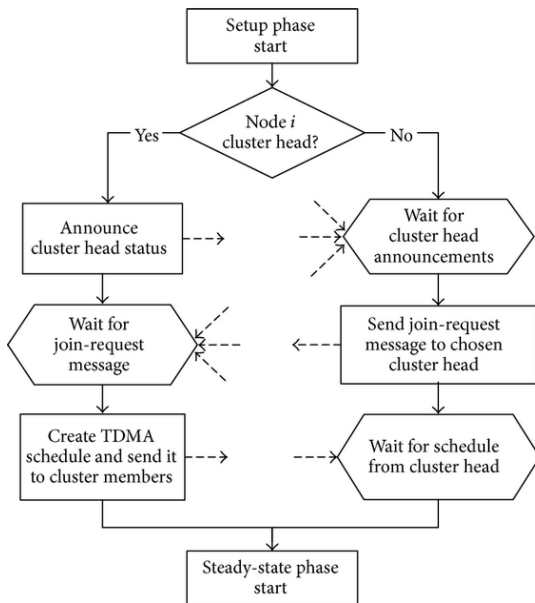 Setup phase
start
Node i
cluster head?
Yes
No
Announce
cluster head status
Wait for
cluster head
announcements
Wait for
join-request
message
Send join-request
message to chosen
cluster head
Create TDMA
schedule and send it
to cluster members
Wait for schedule
from cluster head
Steady-state phase
start